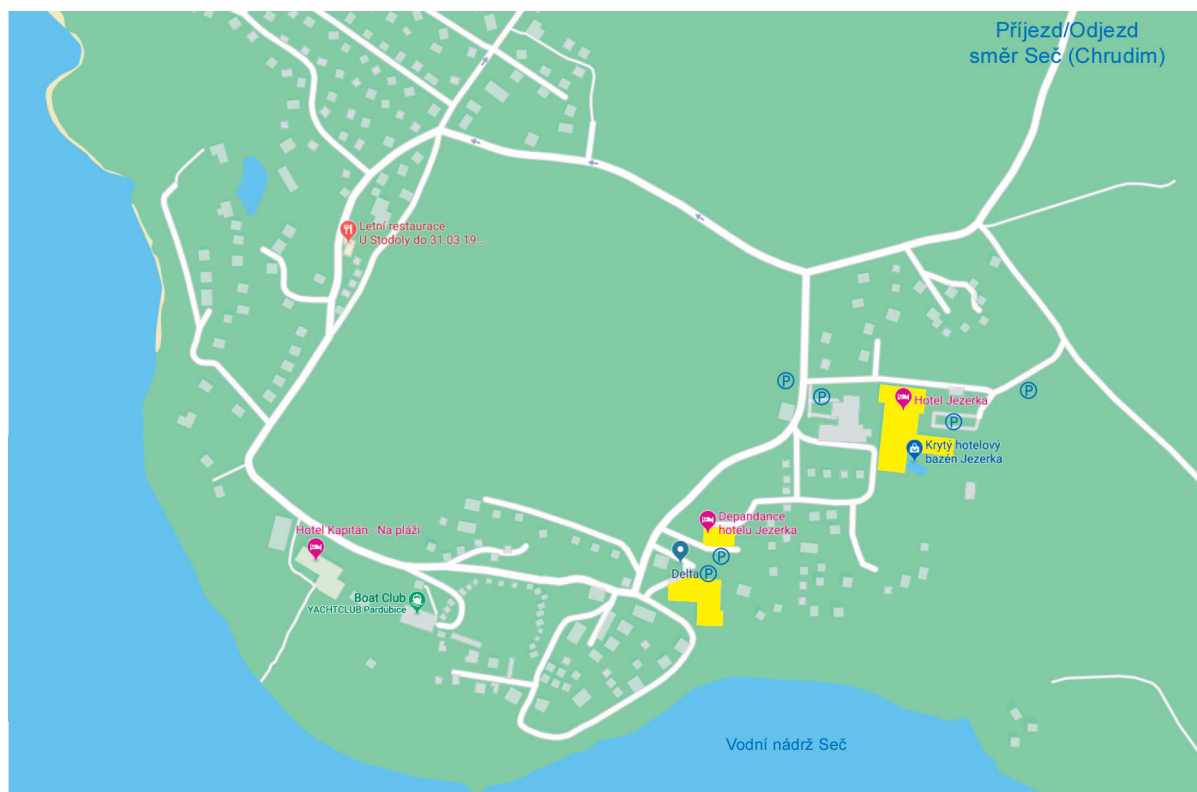 Příjezd/Odjezd
směr Seč (Chrudim)
Letní restaurace
U Stodoly do 31.03.19...
P
P
P
Hotel Jezerka
P
Krytý hotelový
bazén Jezerka
Depandance
hotelu Jezerka
Hotel Kapitán - Na pláži
P
Delta
P
Boat Club
YACHTCLUB Pardubice
Vodní nádrž Seč